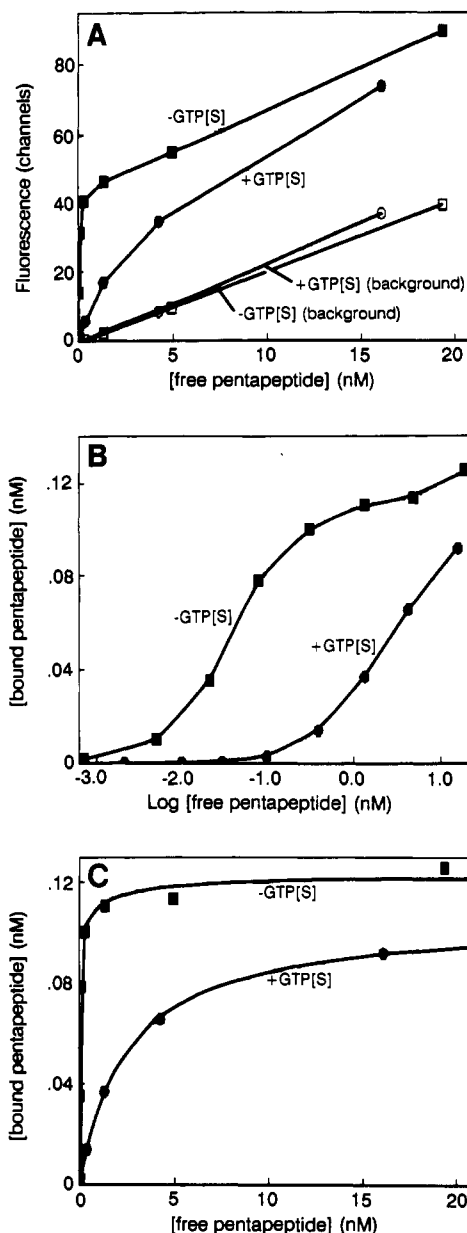 A
Fluorescence (channels)
80
60
40
20
0
-GTP[S]
+GTP[S]
+GTP[S] (background)
-GTP[S] (background)
0 5 10 15 20
[free pentapeptide] (nM)
B
[bound pentapeptide] (nM)
.12
.04
0
-GTP[S]
+GTP[S]
-3.0 -2.0 -1.0 0.0 1.0
Log [free pentapeptide] (nM)
C
[bound pentapeptide] (nM)
.12
.08
.04
0
-GTP[S]
+GTP[S]
0 5 10 15 20
[free pentapeptide] (nM)